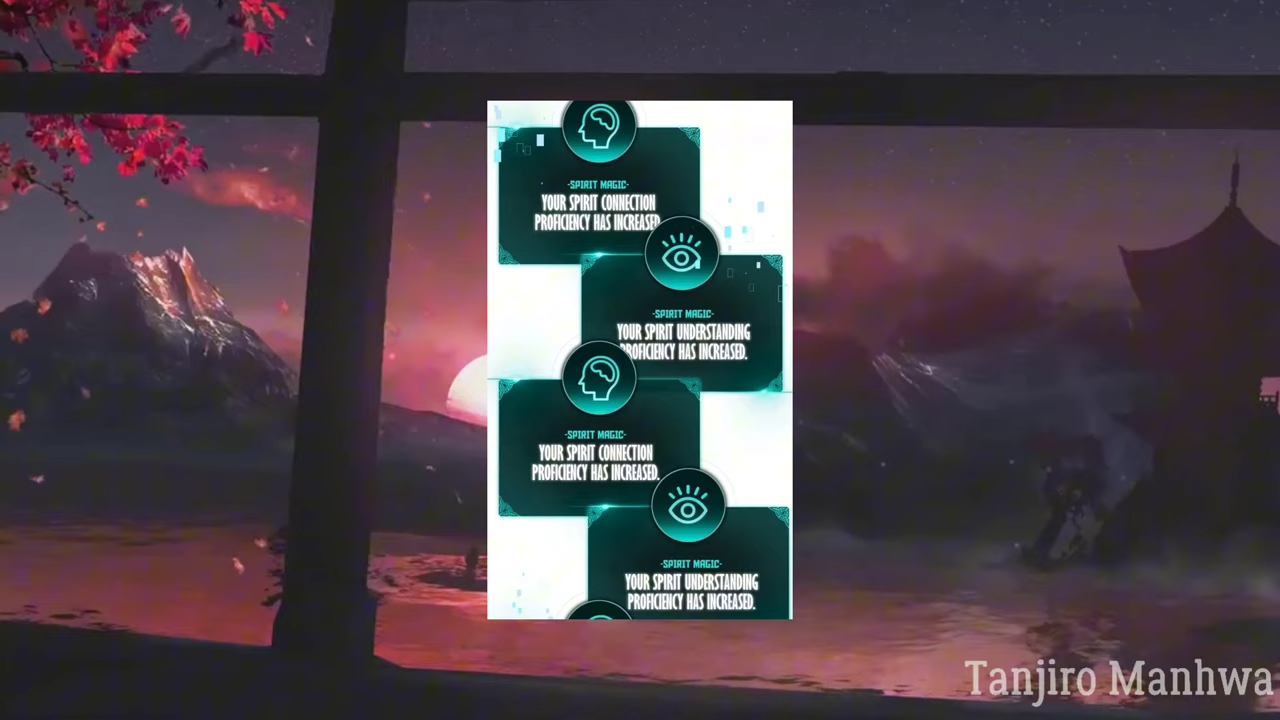 -SPIRIT MAGIC-
YOUR SPIRIT CONNECTION
PROFICIENCY HAS INCREASED
-SPIRIT MAGIC-
YOUR SPIRIT UNDERSTANDING
PROFICIENCY HAS INCREASED.
-SPIRIT MAGIC-
YOUR SPIRIT CONNECTION
PROFICIENCY HAS INCREASED.
-SPIRIT MAGIC-
YOUR SPIRIT UNDERSTANDING
PROFICIENCY HAS INCREASED.
Tanjiro Manhwa